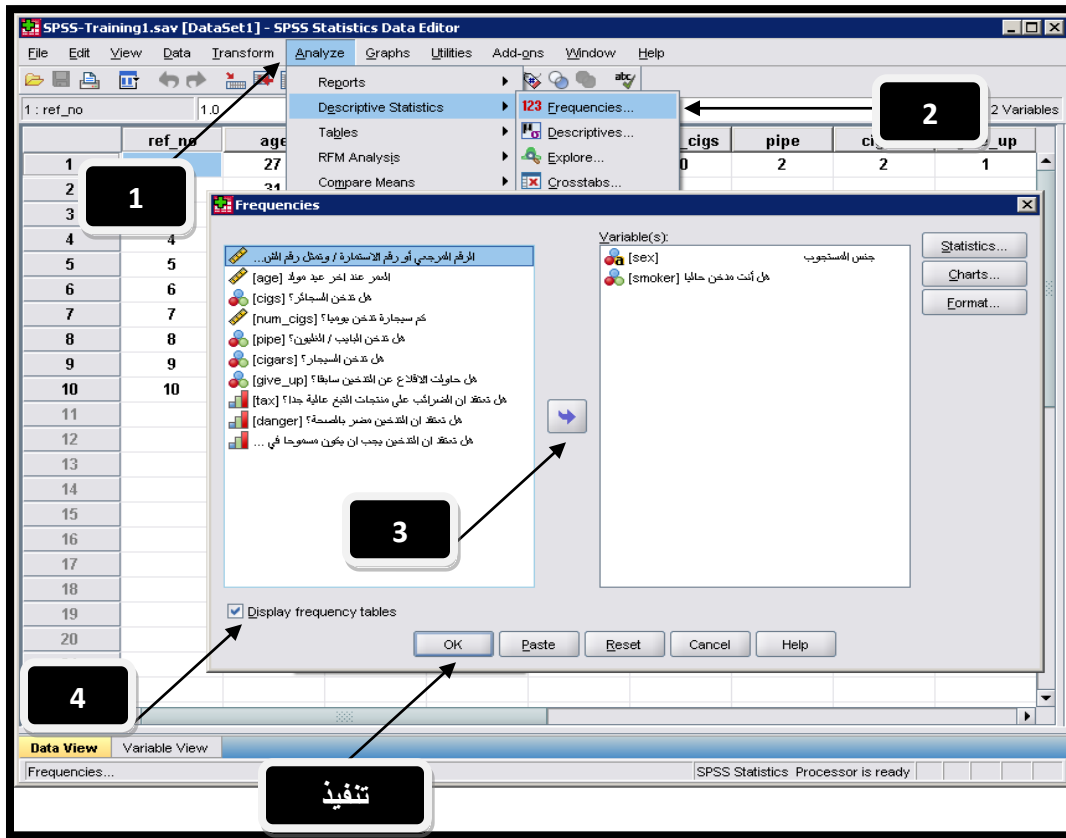 SPSS-Training1.sav [DataSet1] - SPSS Statistics Data Editor
File Edit View Data Transform Analyze Graphs Utilities Add-ons Window Help
1 : ref_no 1.0 2 Variables
Reports
Descriptive Statistics
Tables
RFM Analysis
Compare Means
123 Frequencies...
Descriptives...
Explore...
Crosstabs...
2
1
ref_no age _cigs pipe _up
1 27 0 2 2 1
2 31
3
4 4
5 5
6 6
7 7
8 8
9 9
10 10
11
12
13
14
15
16
17
18
19
20
Frequencies
الرقم المرجعي أو رقم الاستمارة / ويتمثل رقم ...
العمر عند اخر عيد ميلاد [age]
هل تدخن السجائر؟ [cigs]
كم سيجارة تدخن يوميا؟ [num_cigs]
هل تدخن البايب / الغليون؟ [pipe]
هل تدخن السيجار؟ [cigars]
هل حاولت الاقلاع عن التدخين سابقا؟ [give_up]
هل تعتقد ان الضرائب على منتجات التبغ عالية جدا؟ [tax]
هل تعتقد ان التدخين مضر بالصحة؟ [danger]
هل تعتقد ان التدخين يجب ان يكون مسموحا في ...
Variable(s):
جنس المستجوب [sex]
هل أنت مدخن حاليا [smoker]
Statistics...
Charts...
Format...
3
Display frequency tables
OK Paste Reset Cancel Help
4
Data View Variable View
Frequencies... SPSS Statistics Processor is ready
تنفيذ